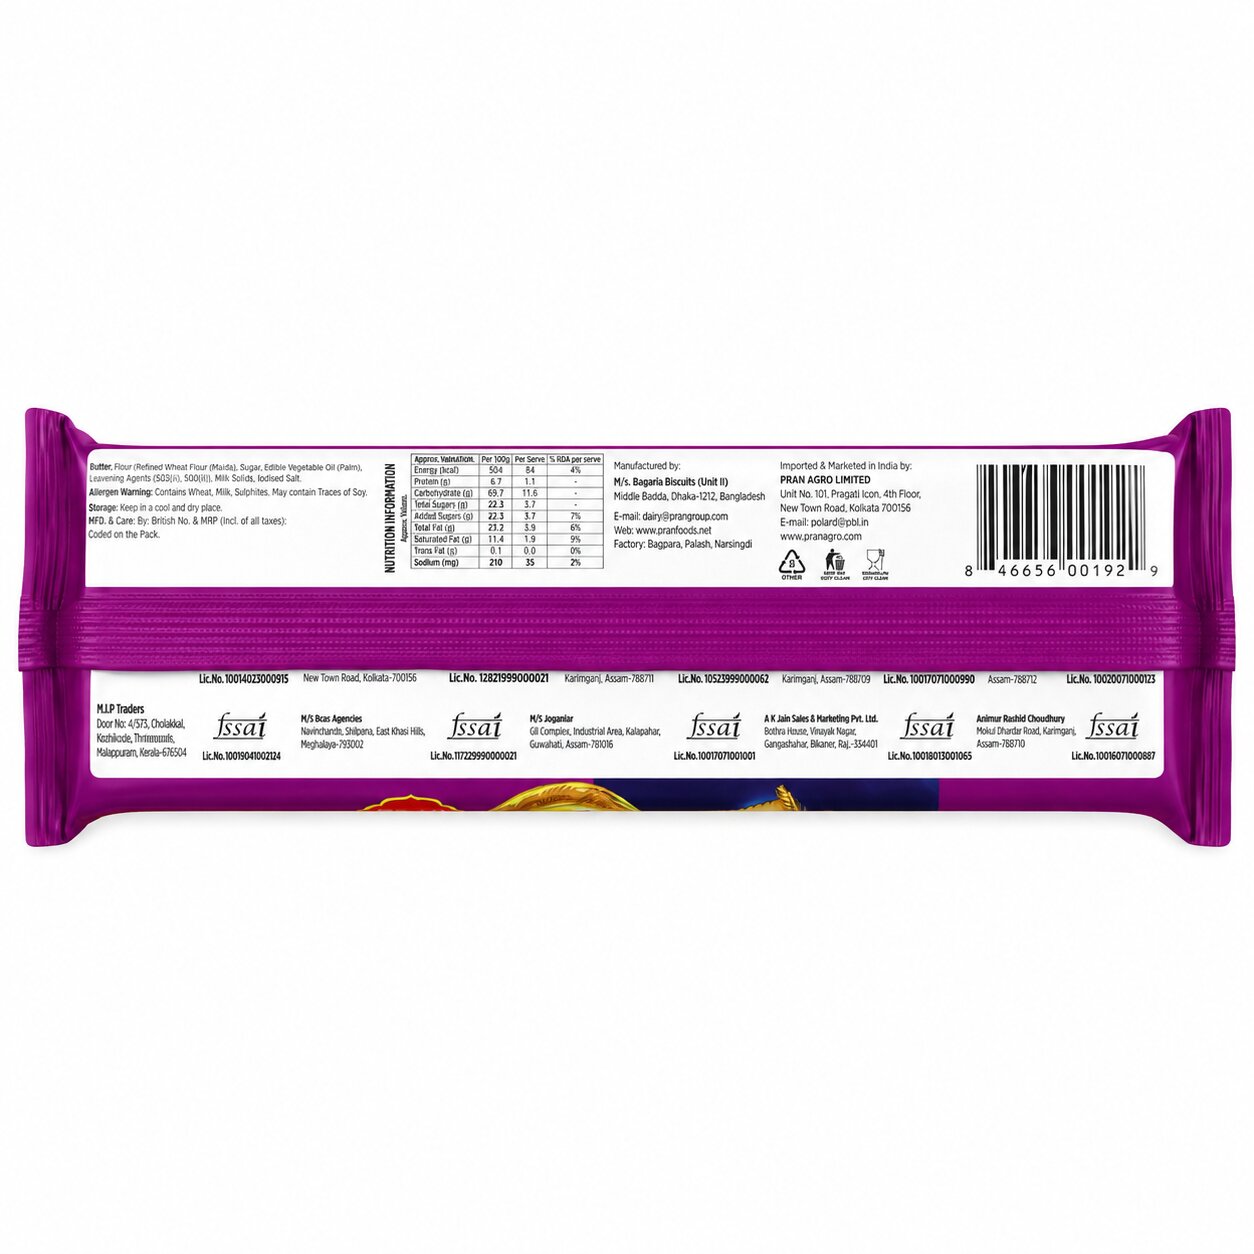 Butter, Flour (Refined Wheat Flour (Maida), Sugar, Edible Vegetable Oil (Palm),
Leavening Agents (503(ii), 500(ii)), Milk Solids, Iodised Salt.
Allergen Warning: Contains Wheat, Milk, Sulphites, May contain Traces of Soy.
Storage: Keep in a cool and dry place.
MFD. & Care: By: British No. & MRP (Incl. of all taxes):
Coded on the Pack.
NUTRITION INFORMATION
Approx. Per 100g Per Serve % RDA per serve
Energy (kcal) 504 84 4%
Protein (g) 6.7 1.1 -
Carbohydrate (g) 69.7 11.6 -
Total Sugars (g) 22.3 3.7 -
Added Sugars (g) 22.3 3.7 7%
Total Fat (g) 3.9 6%
Saturated Fat (g) 11.4 1.9 9%
Trans Fat (g) 0.1 0.0 0%
Sodium (mg) 210 35 2%
Manufactured by:
M/s. Bagaria Biscuits (Unit II)
Middle Badda, Dhaka-1212, Bangladesh
E-mail: dairy@prangroup.com
Web: www.pranfoods.net
Factory: Bagpara, Palash, Narsingdi
Imported & Marketed in India by:
PRAN AGRO LIMITED
Unit No. 101, Pragati Icon, 4th Floor,
New Town Road, Kolkata 700156
E-mail: polard@pbl.in
www.pranagro.com
OTHER
CITY CLEAN
CITY CLEAN
8 46656 00192 9
Lic.No. 10014023000915
New Town Road, Kolkata-700156
Lic.No. 12821999000021
Karimganj, Assam-788711
Lic.No. 10523999000062
Karimganj, Assam-788709
Lic.No. 10017071000990
Assam-788712
Lic.No. 10020071000123
M.I.P Traders
Door No: 4/573, Cholakkal,
Malappuram, Kerala-676504
fssai
Lic.No. 10019041002124
M/S Bcas Agencies
Navinchandh, Shilpana, East Khasi Hills,
Meghalaya-793002
fssai
Lic.No.117229990000021
M/S Joganlar
Gill Complex, Industrial Area, Kalapahar,
Guwahati, Assam-781016
fssai
Lic.No.10017071001001
A K Jain Sales & Marketing Pvt. Ltd.
Bothra House, Vinayak Nagar,
Gangashahar, Bikaner, Raj.,-334401
fssai
Lic.No.10018013001065
Animur Rashid Choudhury
Mokul Dhardar Road, Karimganj,
Assam-788710
fssai
Lic.No.10016071000887